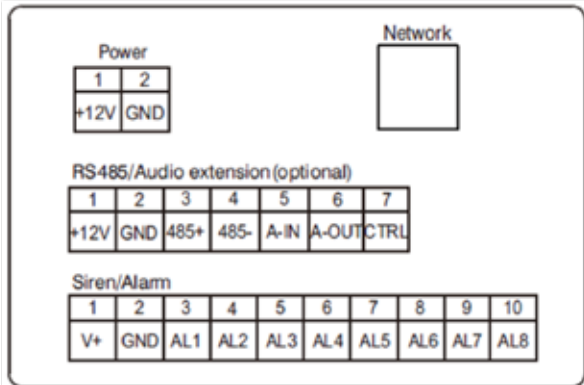 Network
Power
1 2
+12V GND
RS485/Audio extension(optional)
1 2 3 4 5 6 7
+12V GND 485+ 485- A-IN A-OUT CTRL
Siren/Alarm
1 2 3 4 5 6 7 8 9 10
V+ GND AL1 AL2 AL3 AL4 AL5 AL6 AL7 AL8